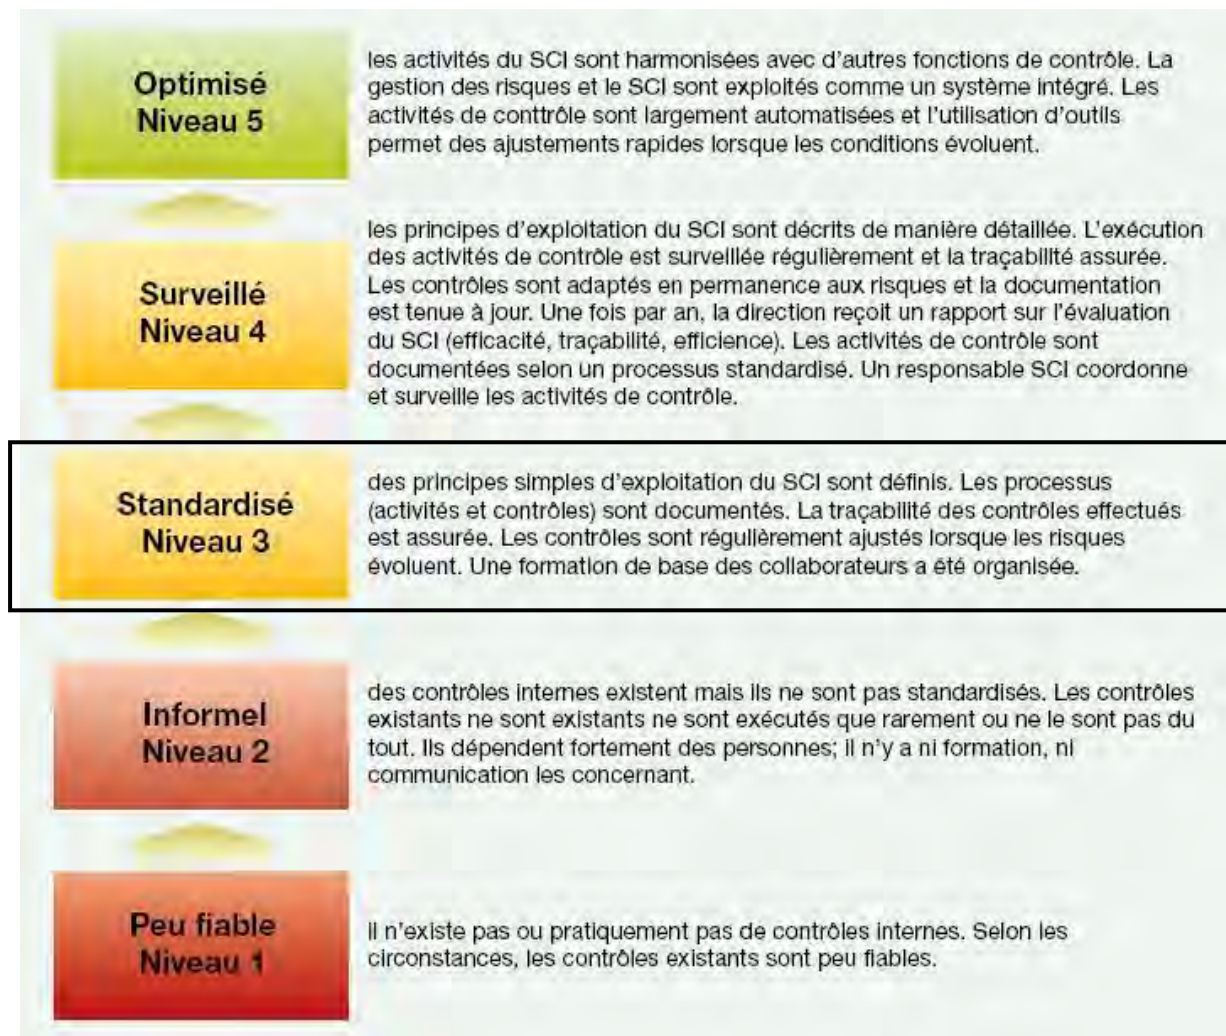 Optimisé
Niveau 5
les activités du SCI sont harmonisées avec d'autres fonctions de contrôle. La
gestion des risques et le SCI sont exploités comme un système intégré. Les
activités de conttrôle sont largement automatisées et l'utilisation d'outils
permet des ajustements rapides lorsque les conditions évoluent.
Surveillé
Niveau 4
les principes d'exploitation du SCI sont décrits de manière détaillée. L'exécution
des activités de contrôle est surveillée régulièrement et la traçabilité assurée.
Les contrôles sont adaptés en permanence aux risques et la documentation
est tenue à jour. Une fois par an, la direction reçoit un rapport sur l'évaluation
du SCI (efficacité, traçabilité, efficience). Les activités de contrôle sont
documentées selon un processus standardisé. Un responsable SCI coordonne
et surveille les activités de contrôle.
Standardisé
Niveau 3
des principes simples d'exploitation du SCI sont définis. Les processus
(activités et contrôles) sont documentés. La traçabilité des contrôles effectués
est assurée. Les contrôles sont régulièrement ajustés lorsque les risques
évoluent. Une formation de base des collaborateurs a été organisée.
Informel
Niveau 2
des contrôles internes existent mais ils ne sont pas standardisés. Les contrôles
existants ne sont existants ne sont exécutés que rarement ou ne le sont pas du
tout. Ils dépendent fortement des personnes; il n'y a ni formation, ni
communication les concernant.
Peu fiable
Niveau 1
il n'existe pas ou pratiquement pas de contrôles internes. Selon les
circonstances, les contrôles existants sont peu fiables.